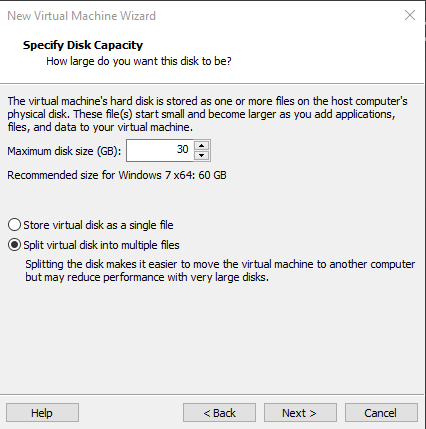 New Virtual Machine Wizard
Specify Disk Capacity
How large do you want this disk to be?
The virtual machine's hard disk is stored as one or more files on the host computer's
physical disk. These file(s) start small and become larger as you add applications,
files, and data to your virtual machine.
Maximum disk size (GB): 30
Recommended size for Windows 7 x64: 60 GB
Store virtual disk as a single file
Split virtual disk into multiple files
Splitting the disk makes it easier to move the virtual machine to another computer
but may reduce performance with very large disks.
Help < Back Next > Cancel